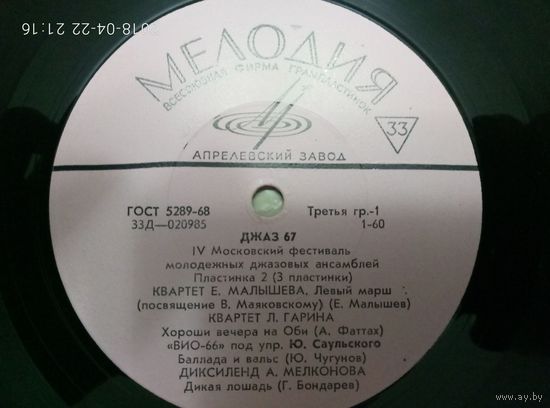 2018-04-22 21:16
МЕЛОДИЯ
ВСЕСОЮЗНАЯ ФИРМА ГРАМПЛАСТИНОК
33
АПРЕЛЕВСКИЙ ЗАВОД
ГОСТ 5289-68 Третья гр.-1
33Д—020985 1-60
ДЖАЗ 67
IV Московский фестиваль
молодежных джазовых ансамблей
Пластинка 2 (3 пластинки)
КВАРТЕТ Е. МАЛЫШЕВА. Левый марш
(посвящение В. Маяковскому) (Е. Малышев)
КВАРТЕТ Л. ГАРИНА
Хороши вечера на Оби (А. Фаттах)
«ВИО-66» под упр. Ю. Саульского
Баллада и вальс (Ю. Чугунов)
ДИКСИЛЕНД А. МЕЛКОНОВА
Дикая лошадь (Г. Бондарев)
www.ay.by